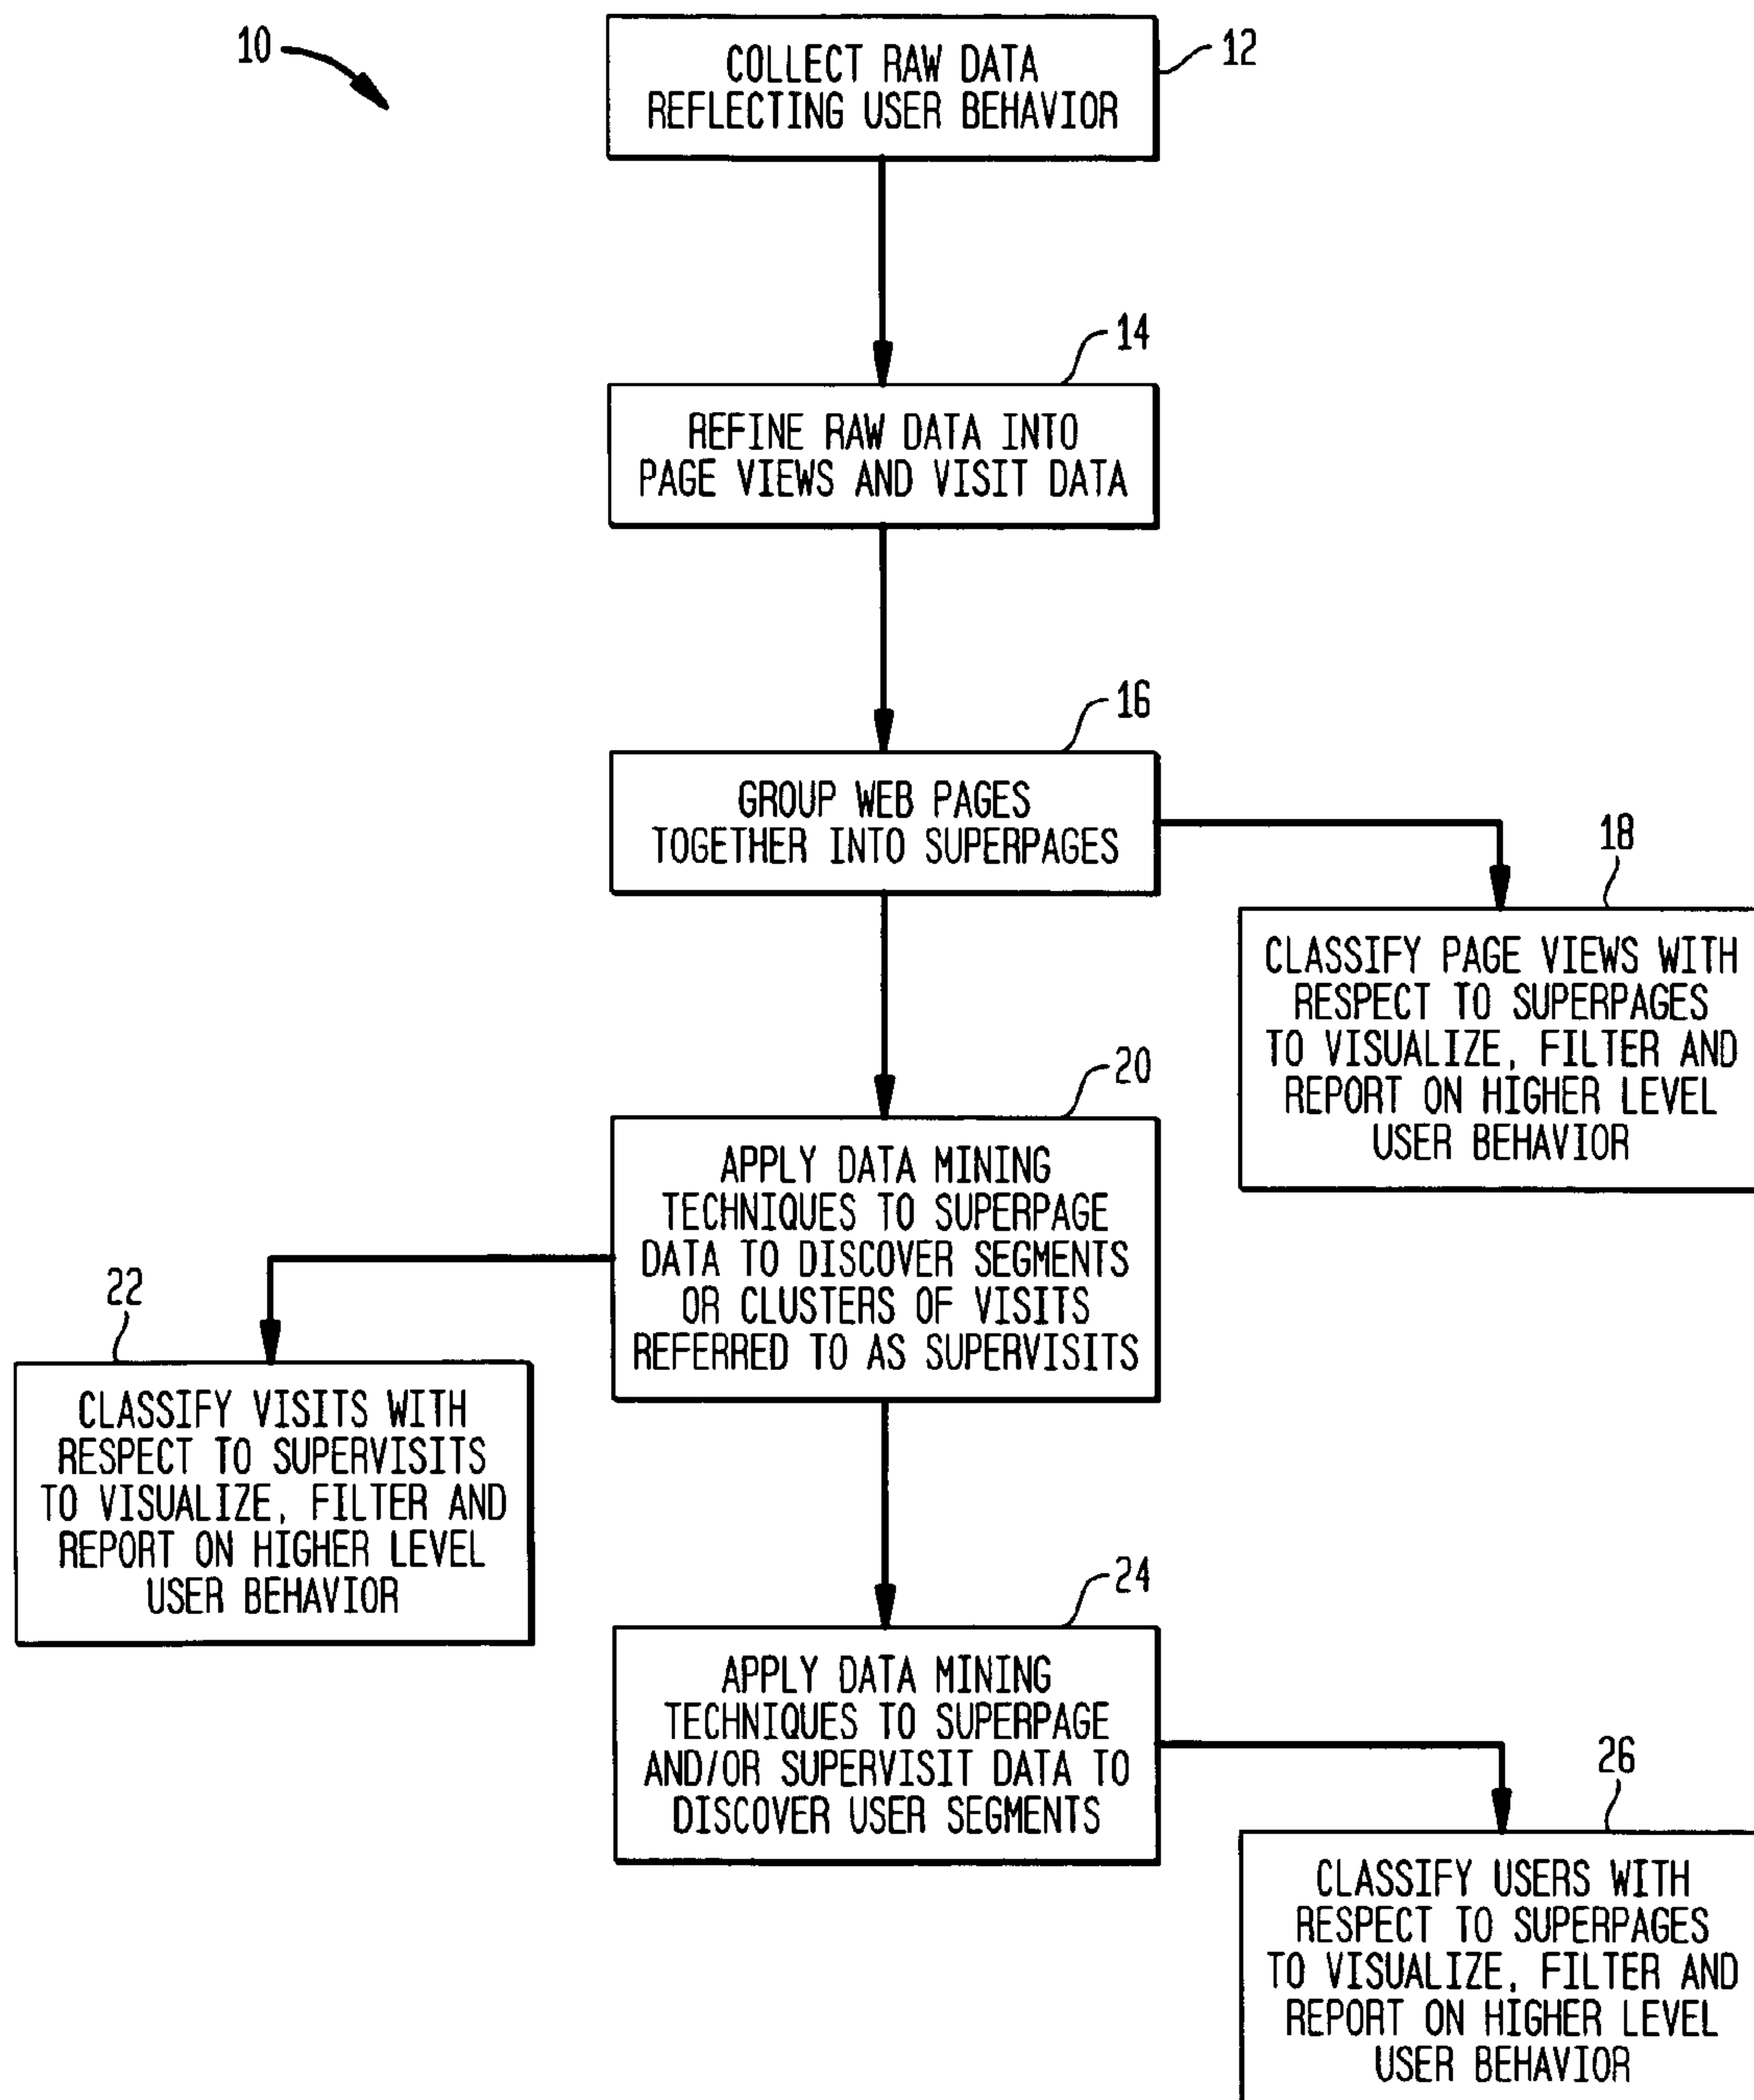 10
COLLECT RAW DATA
REFLECTING USER BEHAVIOR
12
14
REFINE RAW DATA INTO
PAGE VIEWS AND VISIT DATA
16
GROUP WEB PAGES
TOGETHER INTO SUPERPAGES
18
CLASSIFY PAGE VIEWS WITH
RESPECT TO SUPERPAGES
TO VISUALIZE, FILTER AND
REPORT ON HIGHER LEVEL
USER BEHAVIOR
20
APPLY DATA MINING
TECHNIQUES TO SUPERPAGE
DATA TO DISCOVER SEGMENTS
OR CLUSTERS OF VISITS
REFERRED TO AS SUPERVISITS
22
CLASSIFY VISITS WITH
RESPECT TO SUPERVISITS
TO VISUALIZE, FILTER AND
REPORT ON HIGHER LEVEL
USER BEHAVIOR
24
APPLY DATA MINING
TECHNIQUES TO SUPERPAGE
AND/OR SUPERVISIT DATA TO
DISCOVER USER SEGMENTS
26
CLASSIFY USERS WITH
RESPECT TO SUPERPAGES
TO VISUALIZE, FILTER AND
REPORT ON HIGHER LEVEL
USER BEHAVIOR